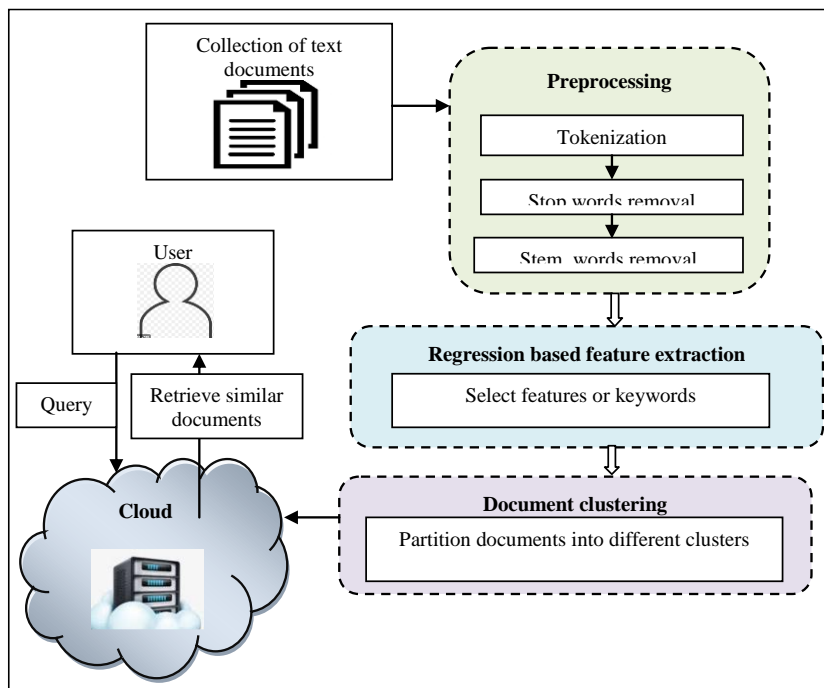 Collection of text
documents
Preprocessing
Tokenization
Stop words removal
Stem words removal
User
Regression based feature extraction
Select features or keywords
Query
Retrieve similar
documents
Document clustering
Partition documents into different clusters
Cloud